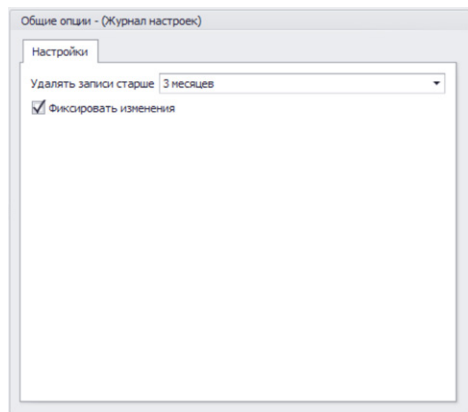 Общие опции - (Журнал настроек)
Настройки
Удалять записи старше 3 месяцев
Фиксировать изменения